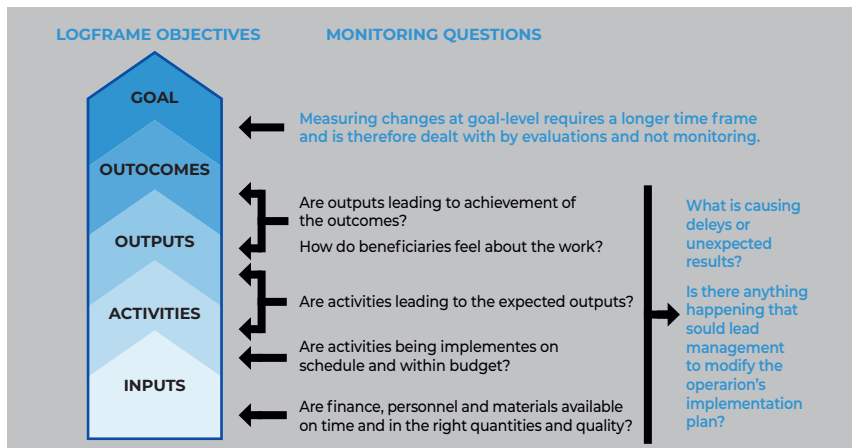 LOGFRAME OBJECTIVES
MONITORING QUESTIONS
GOAL
OUTOCOMES
OUTPUTS
ACTIVITIES
INPUTS
Measuring changes at goal-level requires a longer time frame
and is therefore dealt with by evaluations and not monitoring.
Are outputs leading to achievement of
the outcomes?
How do beneficiaries feel about the work?
Are activities leading to the expected outputs?
Are activities being implementes on
schedule and within budget?
Are finance, personnel and materials available
on time and in the right quantities and quality?
What is causing
deleys or
unexpected
results?
Is there anything
happening that
sould lead
management
to modify the
operarion’s
implementation
plan?